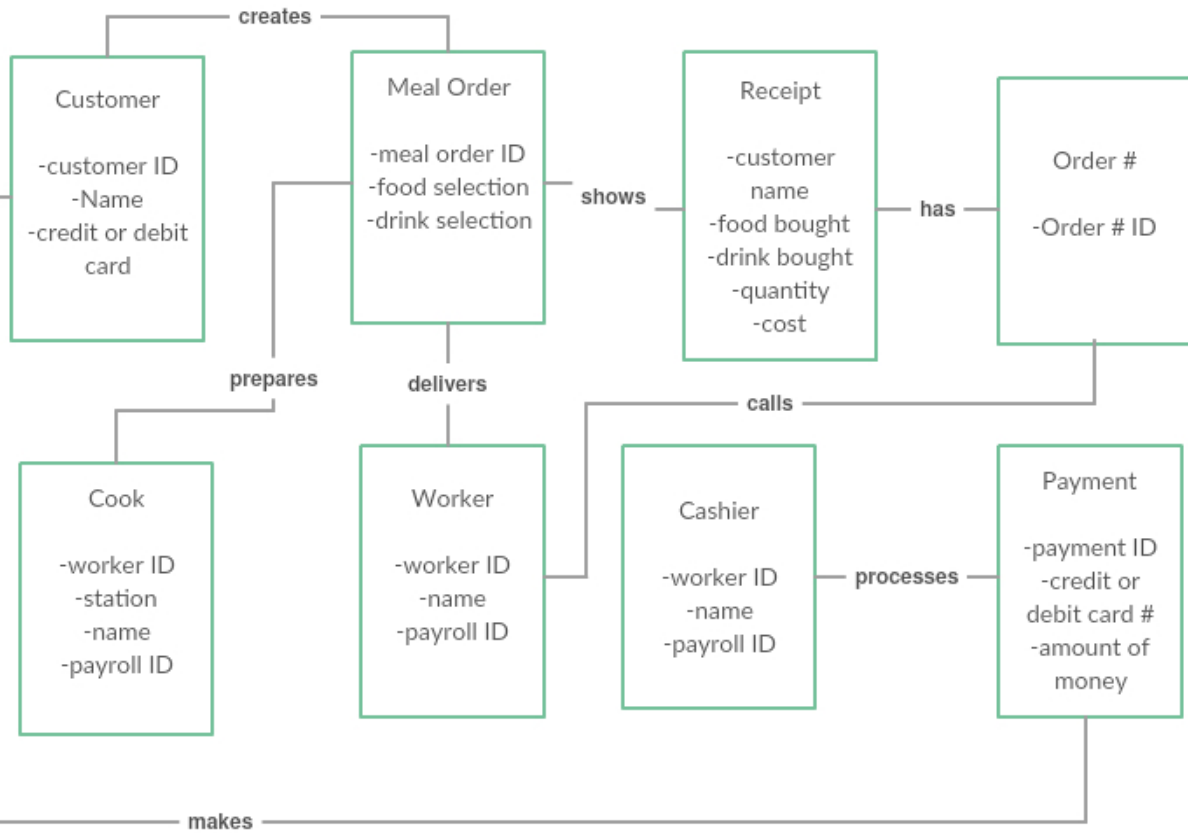 creates
Customer
-customer ID
-Name
-credit or debit
card
Meal Order
-meal order ID
-food selection
-drink selection
shows
Receipt
-customer
name
-food bought
-drink bought
-quantity
-cost
has
Order #
-Order # ID
prepares
delivers
calls
Cook
-worker ID
-station
-name
-payroll ID
Worker
-worker ID
-name
-payroll ID
Cashier
-worker ID
-name
-payroll ID
processes
Payment
-payment ID
-credit or
debit card #
-amount of
money
makes